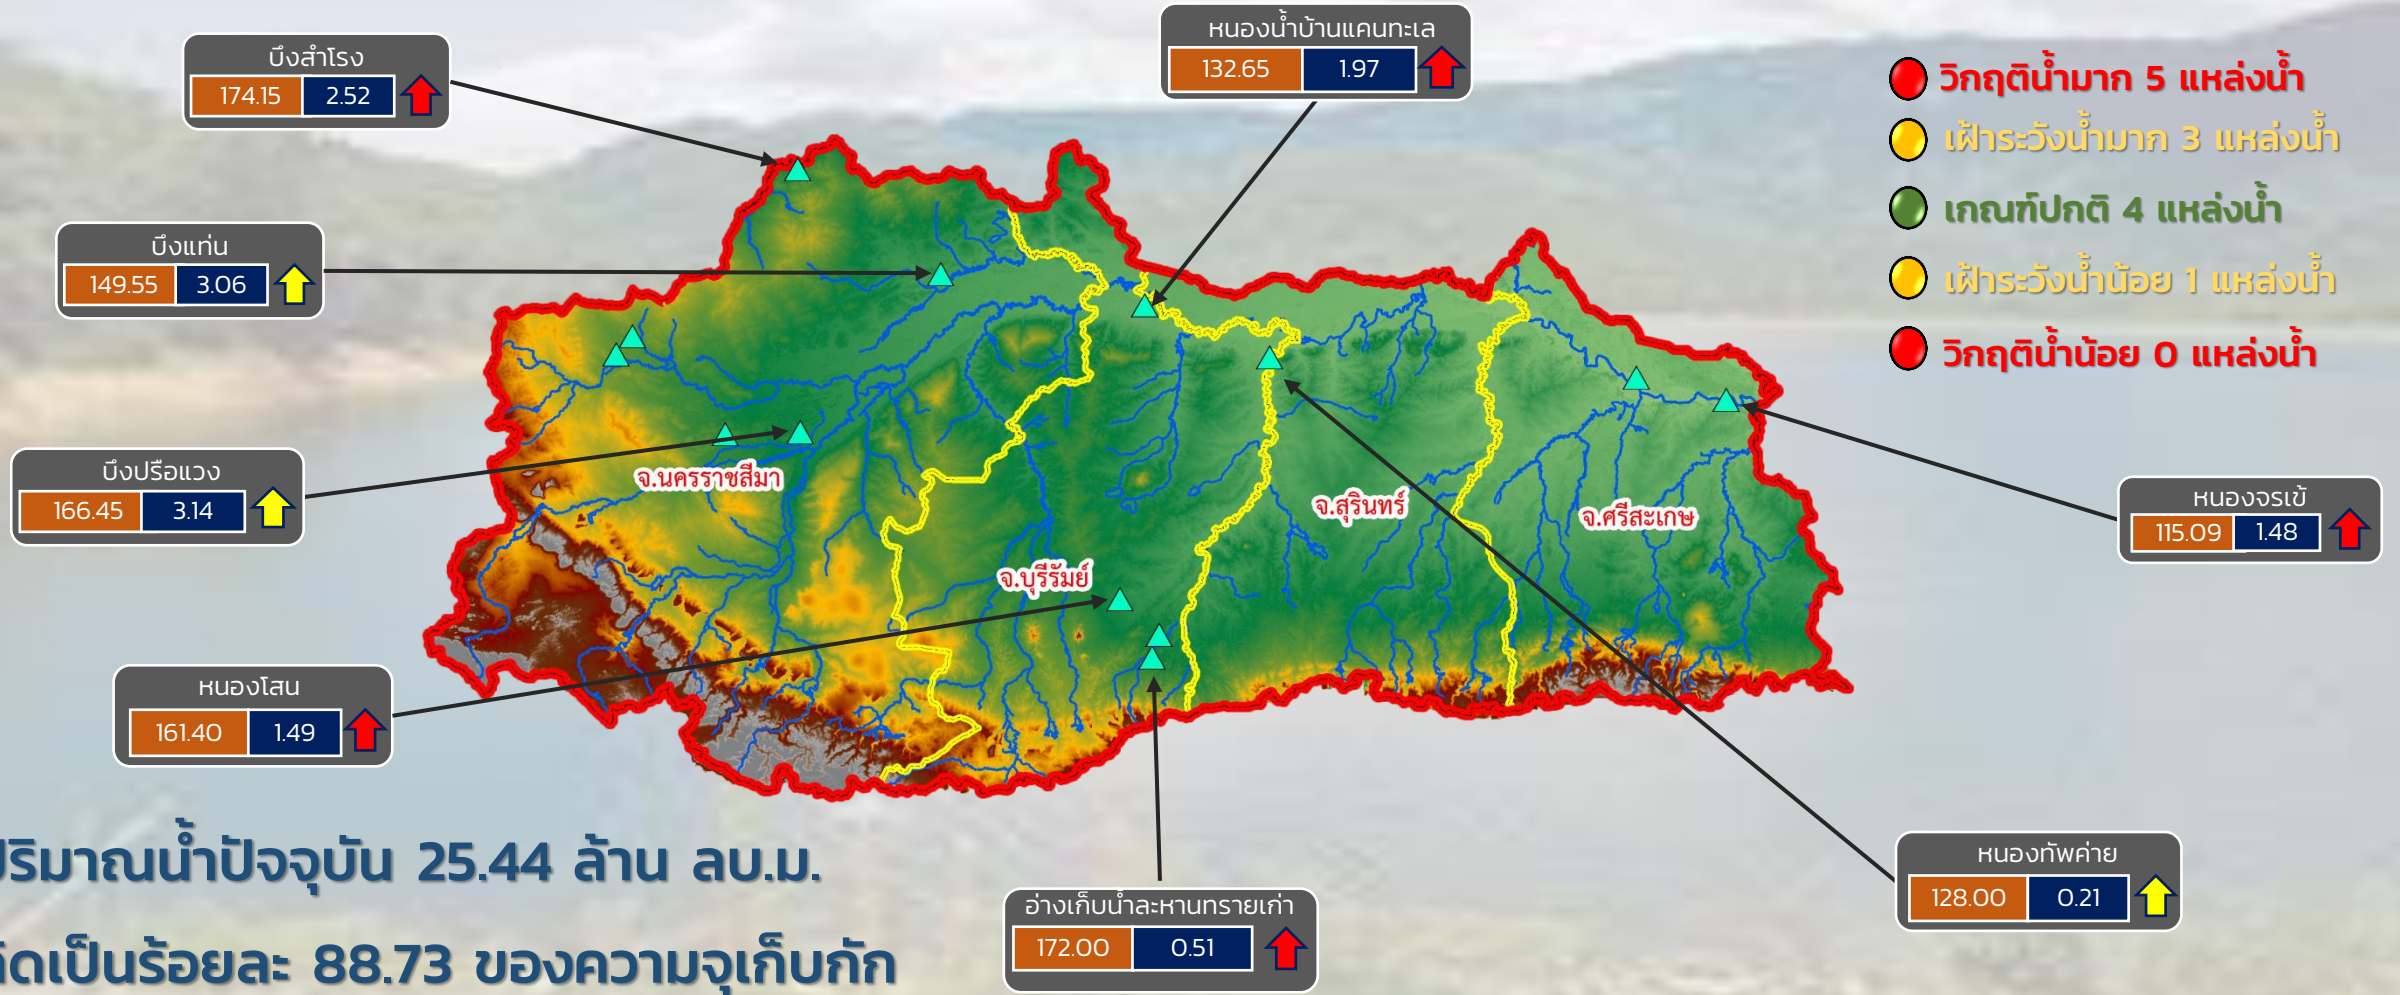 หนองน้ำบ้านแคนทะเล
132.65 1.97
บึงสำโรง
174.15 2.52
วิกฤติน้ำมาก 5 แหล่งน้ำ
เฝ้าระวังน้ำมาก 3 แหล่งน้ำ
เกณฑ์ปกติ 4 แหล่งน้ำ
เฝ้าระวังน้ำน้อย 1 แหล่งน้ำ
วิกฤติน้ำน้อย 0 แหล่งน้ำ
บึงแท่น
149.55 3.06
บึงปรือแวง
166.45 3.14
จ.นครราชสีมา
จ.สุรินทร์
จ.ศรีสะเกษ
จ.บุรีรัมย์
หนองจรเข้
115.09 1.48
หนองโสน
161.40 1.49
ปริมาณน้ำปัจจุบัน 25.44 ล้าน ลบ.ม.
คิดเป็นร้อยละ 88.73 ของความจุเก็บกัก
อ่างเก็บน้ำละหานทรายเก่า
172.00 0.51
หนองทัพค่าย
128.00 0.21